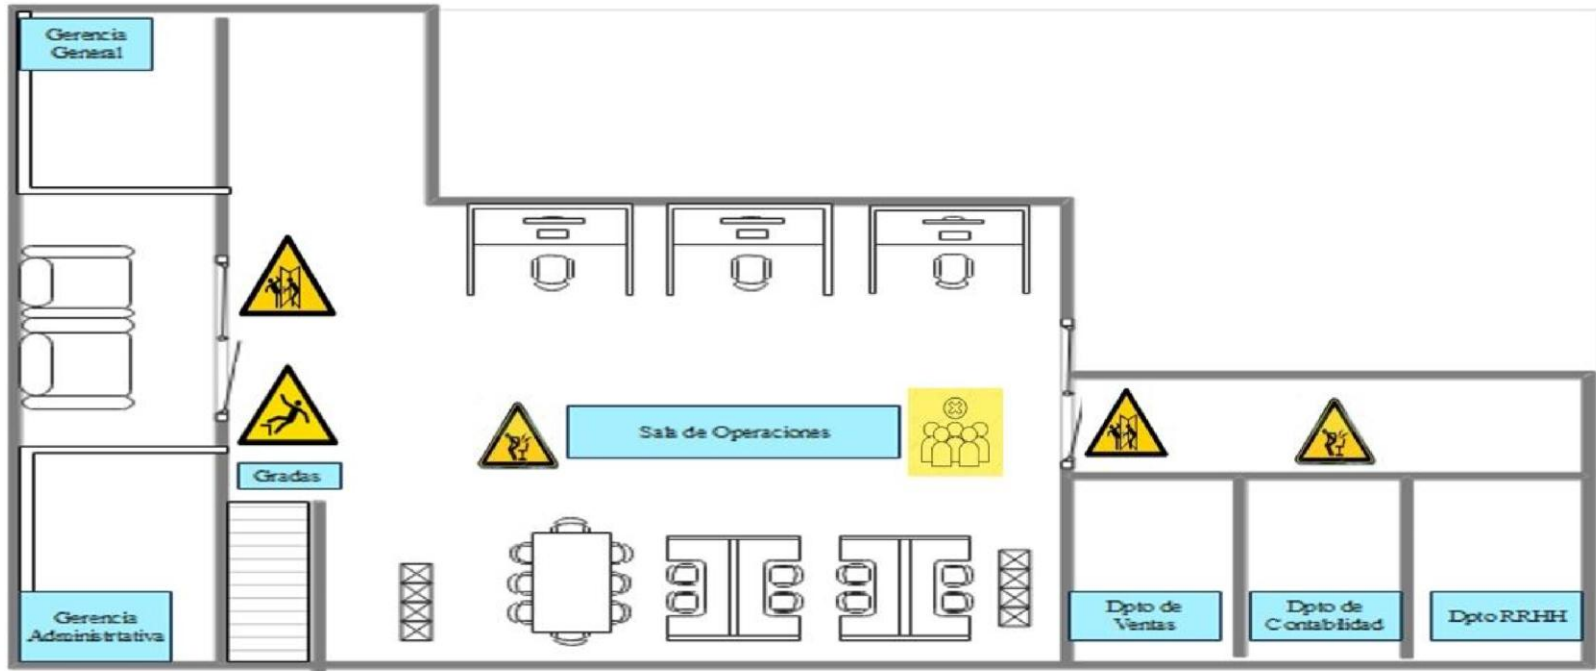 Gerencia
General
Gradas
Sala de Operaciones
Gerencia
Administrtativa
Dpto de
Ventas
Dpto de
Contabilidad
Dpto RRHH